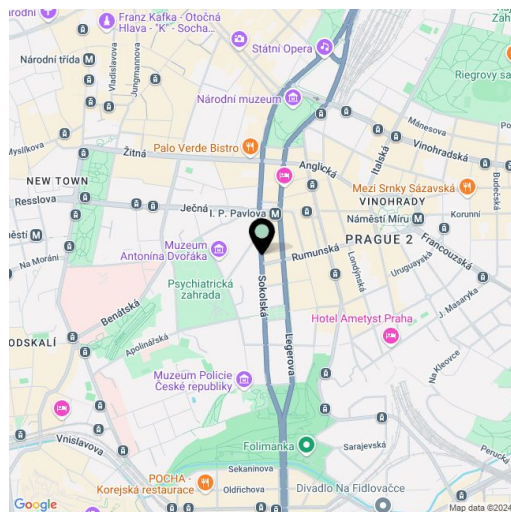 Národní
Franz Kafka - Otočná
Hlava - "K" - Socha...
Státní Opera
Zah
Národní třída M
Vladislavova
Jungmannova
Riegrovy sa
Národní muzeum
Myslíkova
Mánesova
Vinohradská
Italská
Palo Verde Bistro
Žitná
Anglická
NEW TOWN
Mezi Srnky Sázavská
Budečská
Resslova
VINOHRADY
Ječná
I. P. Pavlova M
Náměstí Míru M
Korunní
M
Na Moráni
Muzeum
Antonína Dvořáka
PRAGUE 2
Rumunská
Londýnská
Francouzská
Uruguayská
Psychiatrická
zahrada
Sokolská
Benátská
J. Masaryka
Hotel Ametyst Praha
ODSKALÍ
Apolinářská
Legerova
Na Kleovce
Muzeum Policie
České republiky
Vnislavova
Folimanka
Sarajevská
Perucká
Sekaninova
POCHA -
Korejská restaurace
Oldřichova
Divadlo Na Fidlovačce
Google
Map data ©2024